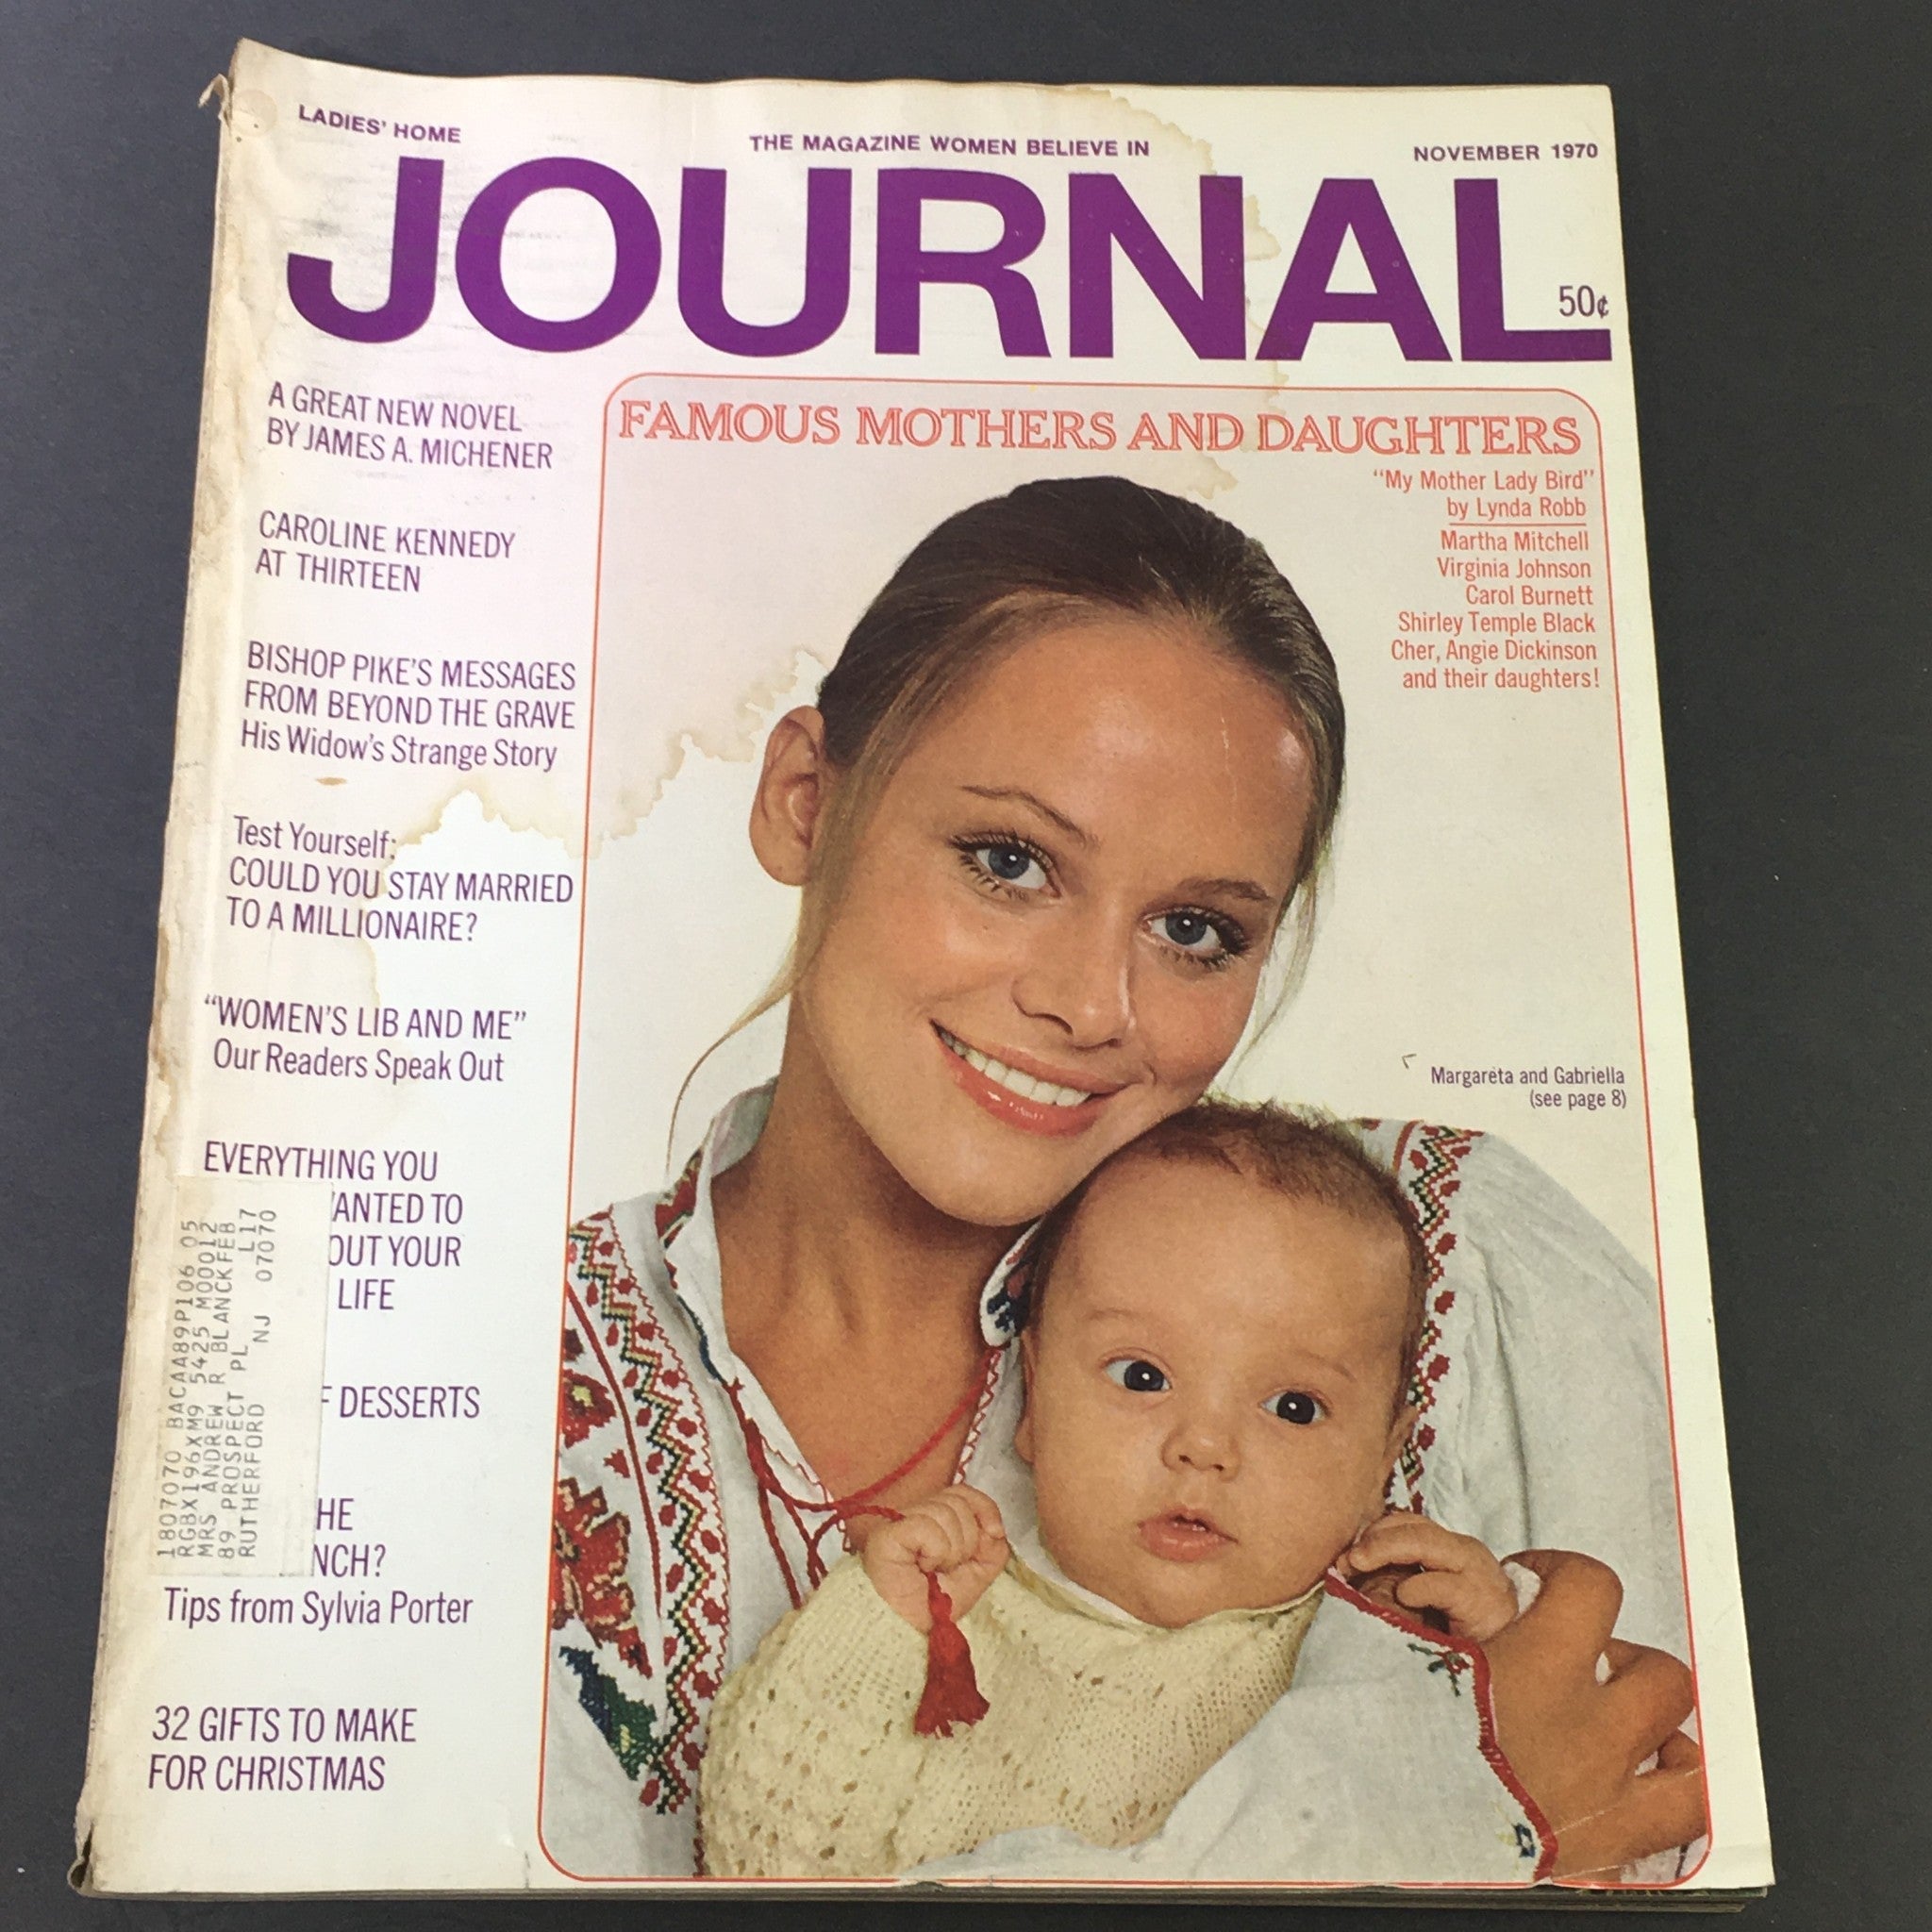 LADIES' HOME
THE MAGAZINE WOMEN BELIEVE IN
NOVEMBER 1970
JOURNAL
50¢
A GREAT NEW NOVEL
BY JAMES A. MICHENER
CAROLINE KENNEDY
AT THIRTEEN
BISHOP PIKE'S MESSAGES
FROM BEYOND THE GRAVE
His Widow's Strange Story
Test Yourself:
COULD YOU STAY MARRIED
TO A MILLIONAIRE?
"WOMEN'S LIB AND ME"
Our Readers Speak Out
EVERYTHING YOU
ANTED TO
OUT YOUR
LIFE
F DESSERTS
HE
NCH?
Tips from Sylvia Porter
32 GIFTS TO MAKE
FOR CHRISTMAS
1807070 BACAA89P106 05
RGBX196XM9 5425 M00012
MRS ANDREW R BLANCKFEB
89 PROSPECT PL L17
RUTHERFORD NJ 07070
FAMOUS MOTHERS AND DAUGHTERS
"My Mother Lady Bird"
by Lynda Robb
Martha Mitchell
Virginia Johnson
Carol Burnett
Shirley Temple Black
Cher, Angie Dickinson
and their daughters!
Margareta and Gabriella
(see page 8)